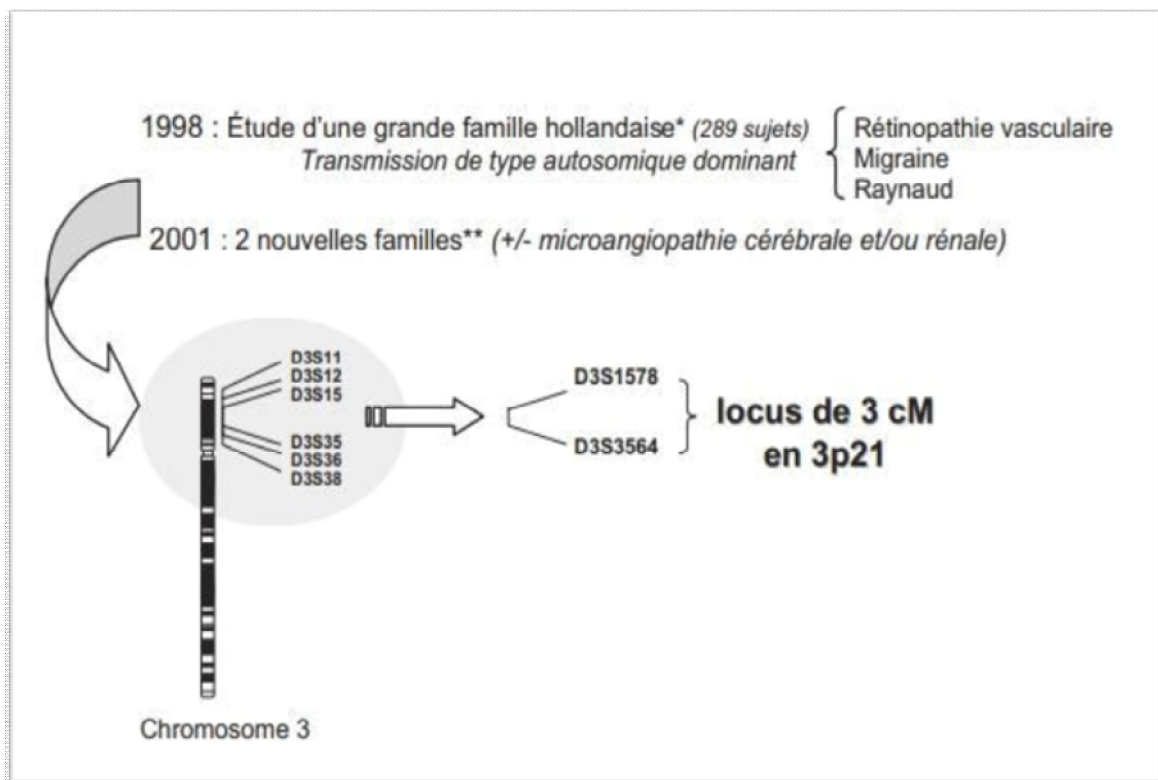 1998 : Étude d'une grande famille hollandaise* (289 sujets)
Transmission de type autosomique dominant
Rétinopathie vasculaire
Migraine
Raynaud
2001 : 2 nouvelles familles** (+/- microangiopathie cérébrale et/ou rénale)
D3S11
D3S12
D3S15
D3S35
D3S36
D3S38
D3S1578
D3S3564
locus de 3 cM
en 3p21
Chromosome 3